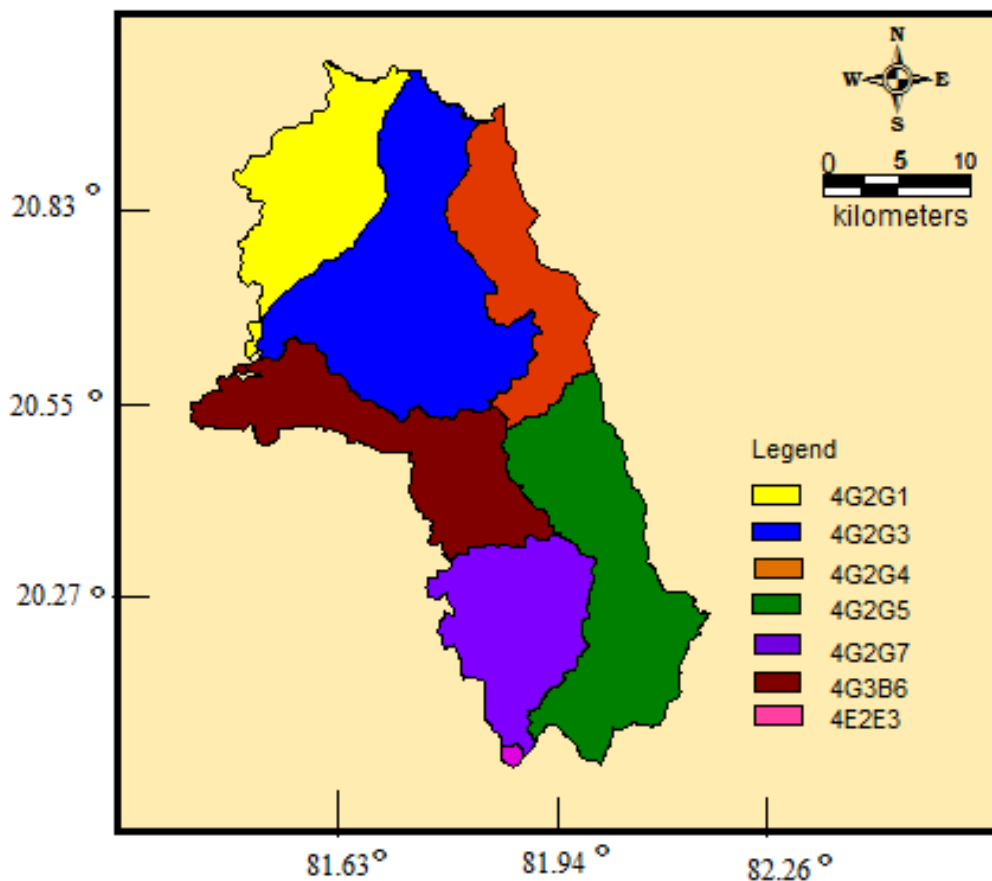 N
W E
S
0 5 10
kilometers
20.83 °
20.55 °
20.27 °
Legend
4G2G1
4G2G3
4G2G4
4G2G5
4G2G7
4G3B6
4E2E3
81.63 °
81.94 °
82.26 °